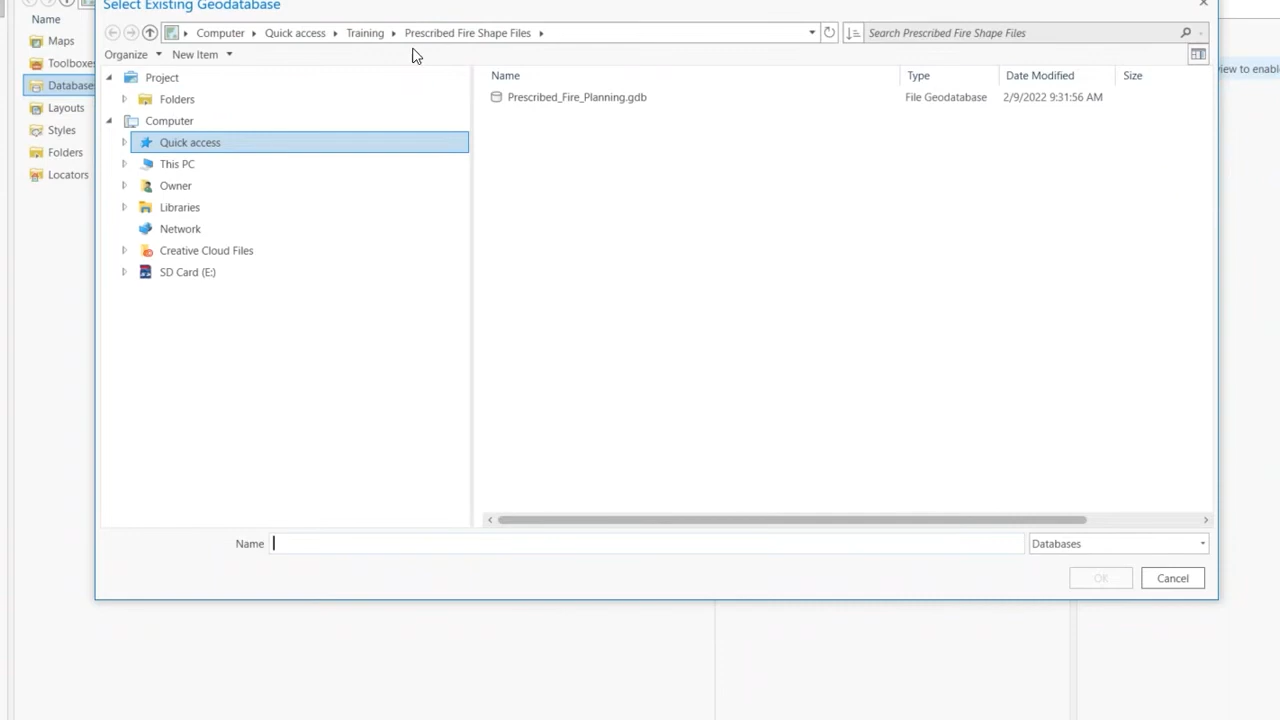 Select Existing Geodatabase
Name
Computer Quick access Training Prescribed Fire Shape Files
Search Prescribed Fire Shape Files
Organize New Item
view to enable
Maps
Toolboxes
Database
Layouts
Styles
Folders
Locators
Project
Folders
Computer
Quick access
This PC
Owner
Libraries
Network
Creative Cloud Files
SD Card (E:)
Name Type Date Modified Size
Prescribed_Fire_Planning.gdb File Geodatabase 2/9/2022 9:31:56 AM
Name
Databases
OK Cancel